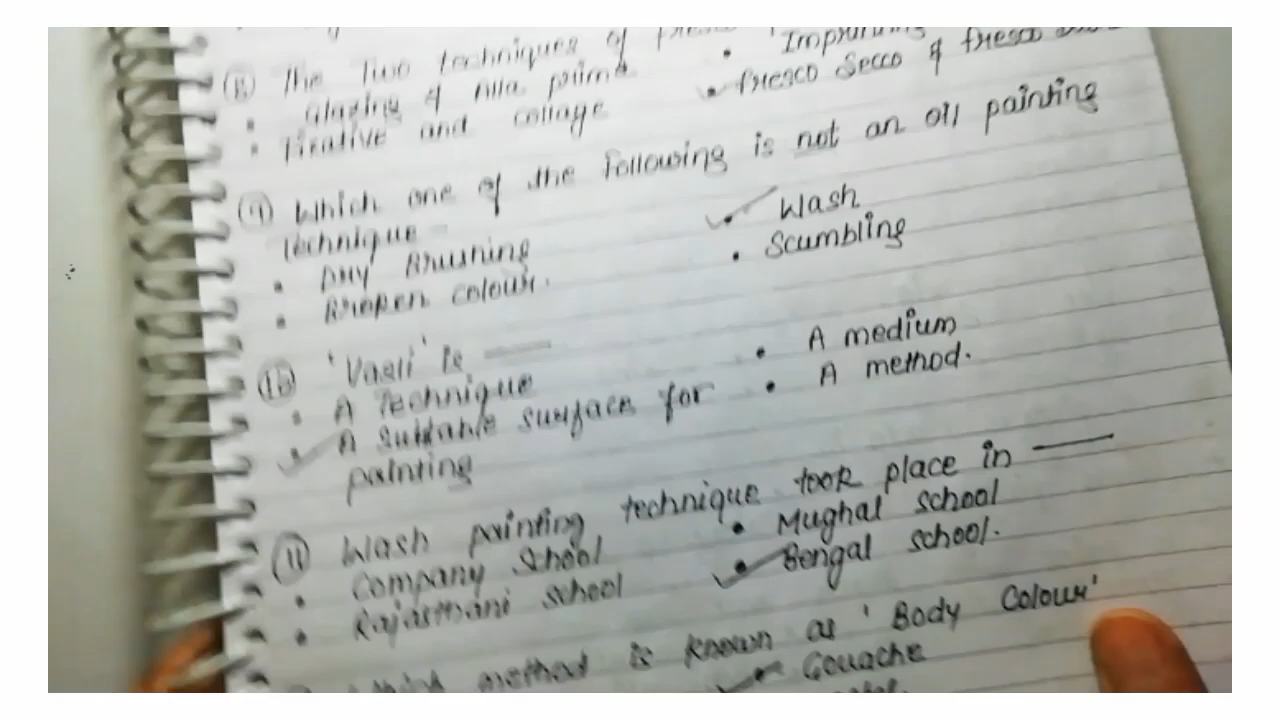 (8) The Two techniques of
• Glazing & Alla prima
• Imprinting
• Fixative and collage
• fresco Secco & fresco
(9) Which one of the following is not an oil painting
technique -
• Dry Brushing
• Wash
• Broken colour.
• Scumbling
(10) 'Vasli' is ———
• A Technique
• A medium
• A suitable surface for
painting
• A method.
(11) Wash painting technique took place in ———
• Company School
• Mughal school
• Rajasthani school
• Bengal school.
method is known as 'Body Colour'
• Gouache